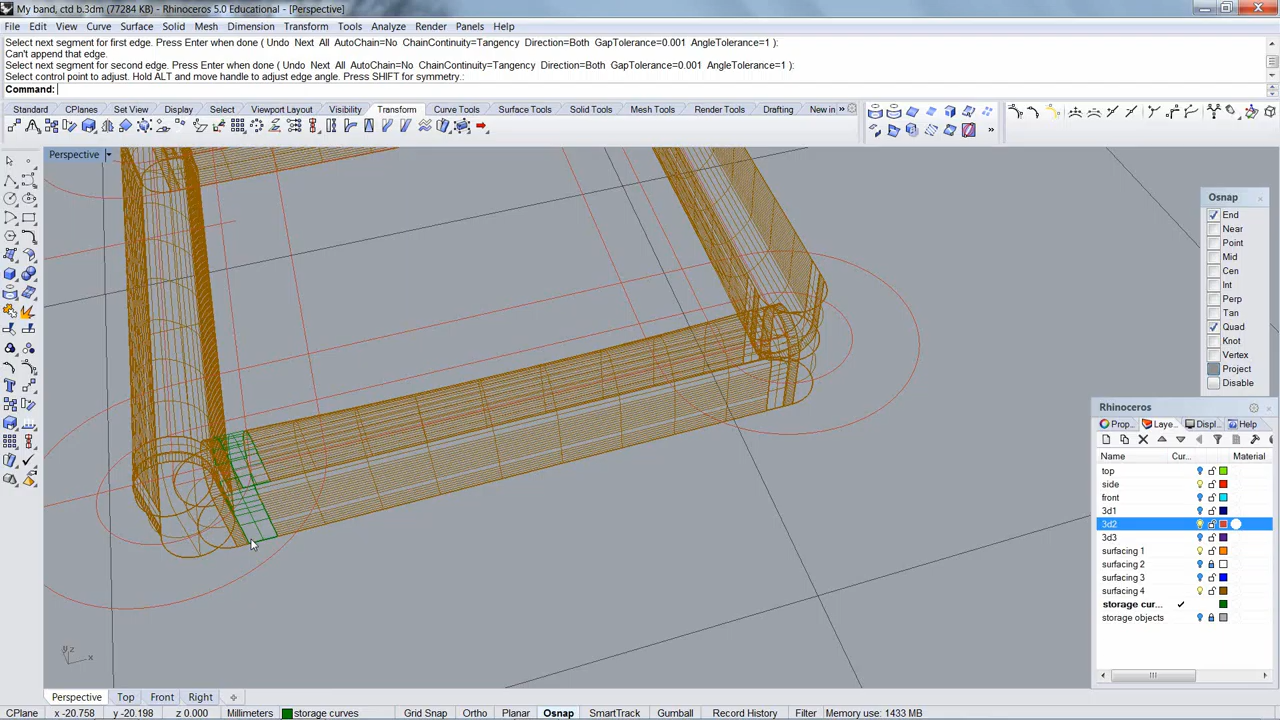 My band, ctd b.3dm (77284 KB) - Rhinoceros 5.0 Educational - [Perspective]
File Edit View Curve Surface Solid Mesh Dimension Transform Tools Analyze Render Panels Help
Select next segment for first edge. Press Enter when done ( Undo Next All AutoChain=No ChainContinuity=Tangency Direction=Both GapTolerance=0.001 AngleTolerance=1 ):
Can't append that edge.
Select next segment for second edge. Press Enter when done ( Undo Next All AutoChain=No ChainContinuity=Tangency Direction=Both GapTolerance=0.001 AngleTolerance=1 ):
Select control point to adjust. Hold ALT and move handle to adjust edge angle. Press SHIFT for symmetry.:
Command:
Standard CPlanes Set View Display Select Viewport Layout Visibility Transform Curve Tools Surface Tools Solid Tools Mesh Tools Render Tools Drafting New in »
Perspective
Osnap
End
Near
Point
Mid
Cen
Int
Perp
Tan
Quad
Knot
Vertex
Project
Disable
Rhinoceros
Prop... Laye... Displ... Help
Name Cur... Material
top
side
front
3d1
3d2
3d3
surfacing 1
surfacing 2
surfacing 3
surfacing 4
storage cur...
storage objects
z
y
x
Perspective Top Front Right
CPlane x -20.758 y -20.198 z 0.000 Millimeters storage curves Grid Snap Ortho Planar Osnap SmartTrack Gumball Record History Filter Memory use: 1433 MB